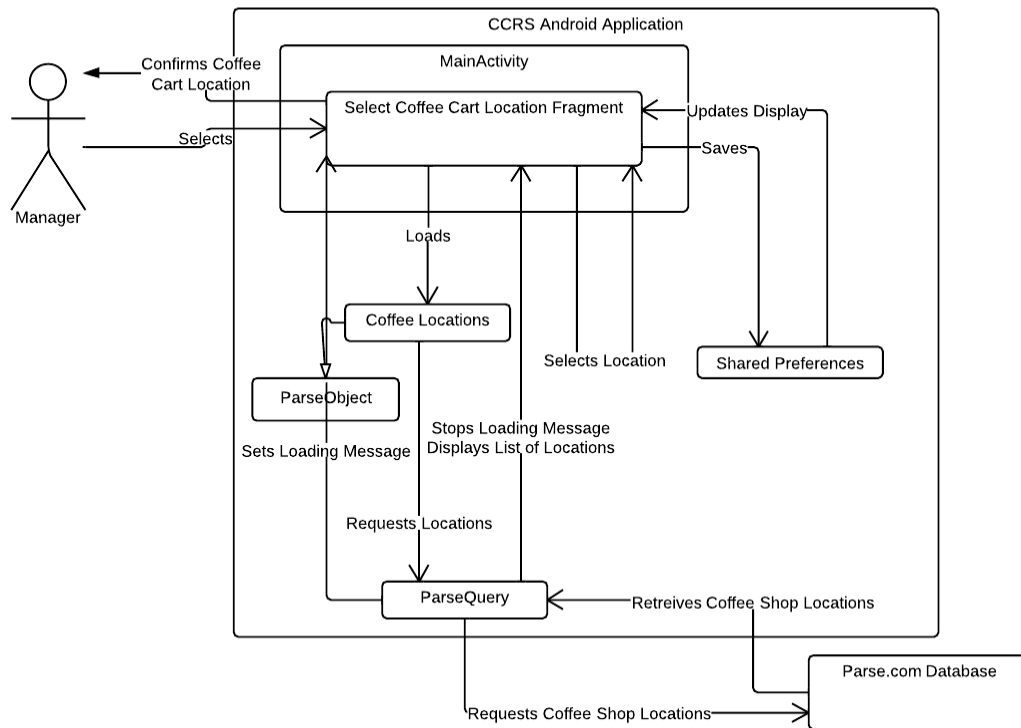 CCRS Android Application
MainActivity
Confirms Coffee
Cart Location
Select Coffee Cart Location Fragment
Updates Display
Selects
Saves
Manager
Loads
Coffee Locations
Selects Location
Shared Preferences
ParseObject
Stops Loading Message
Displays List of Locations
Sets Loading Message
Requests Locations
ParseQuery
Retreives Coffee Shop Locations
Parse.com Database
Requests Coffee Shop Locations